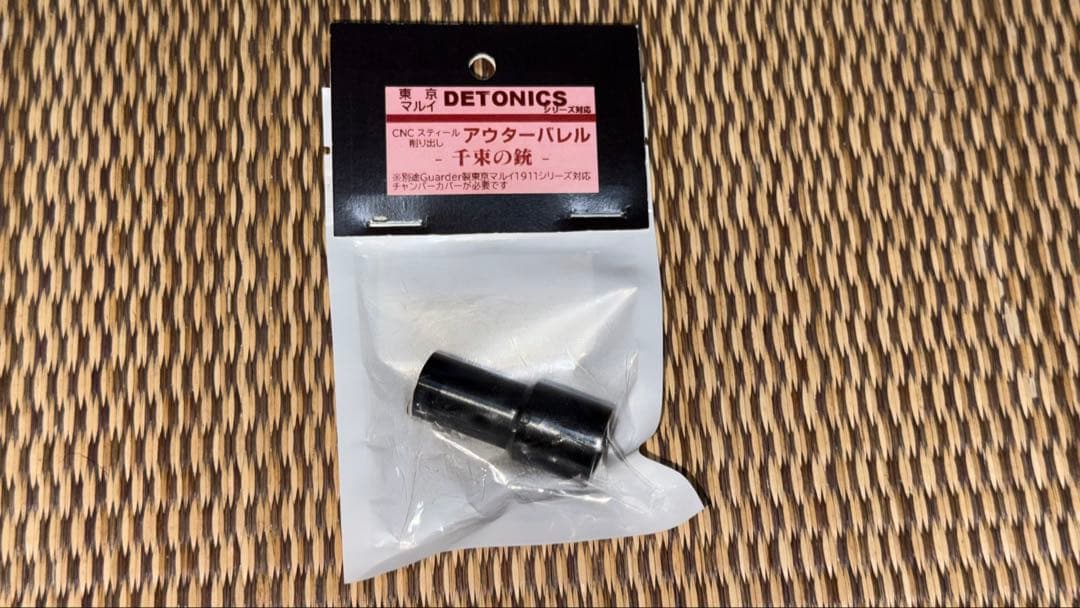 東京
マルイ DETONICS
シリーズ対応
CNC スティール
削り出し アウターバレル
- 千束の銃 -
※別途Guarder製東京マルイ1911シリーズ対応
チャンバーカバーが必要です